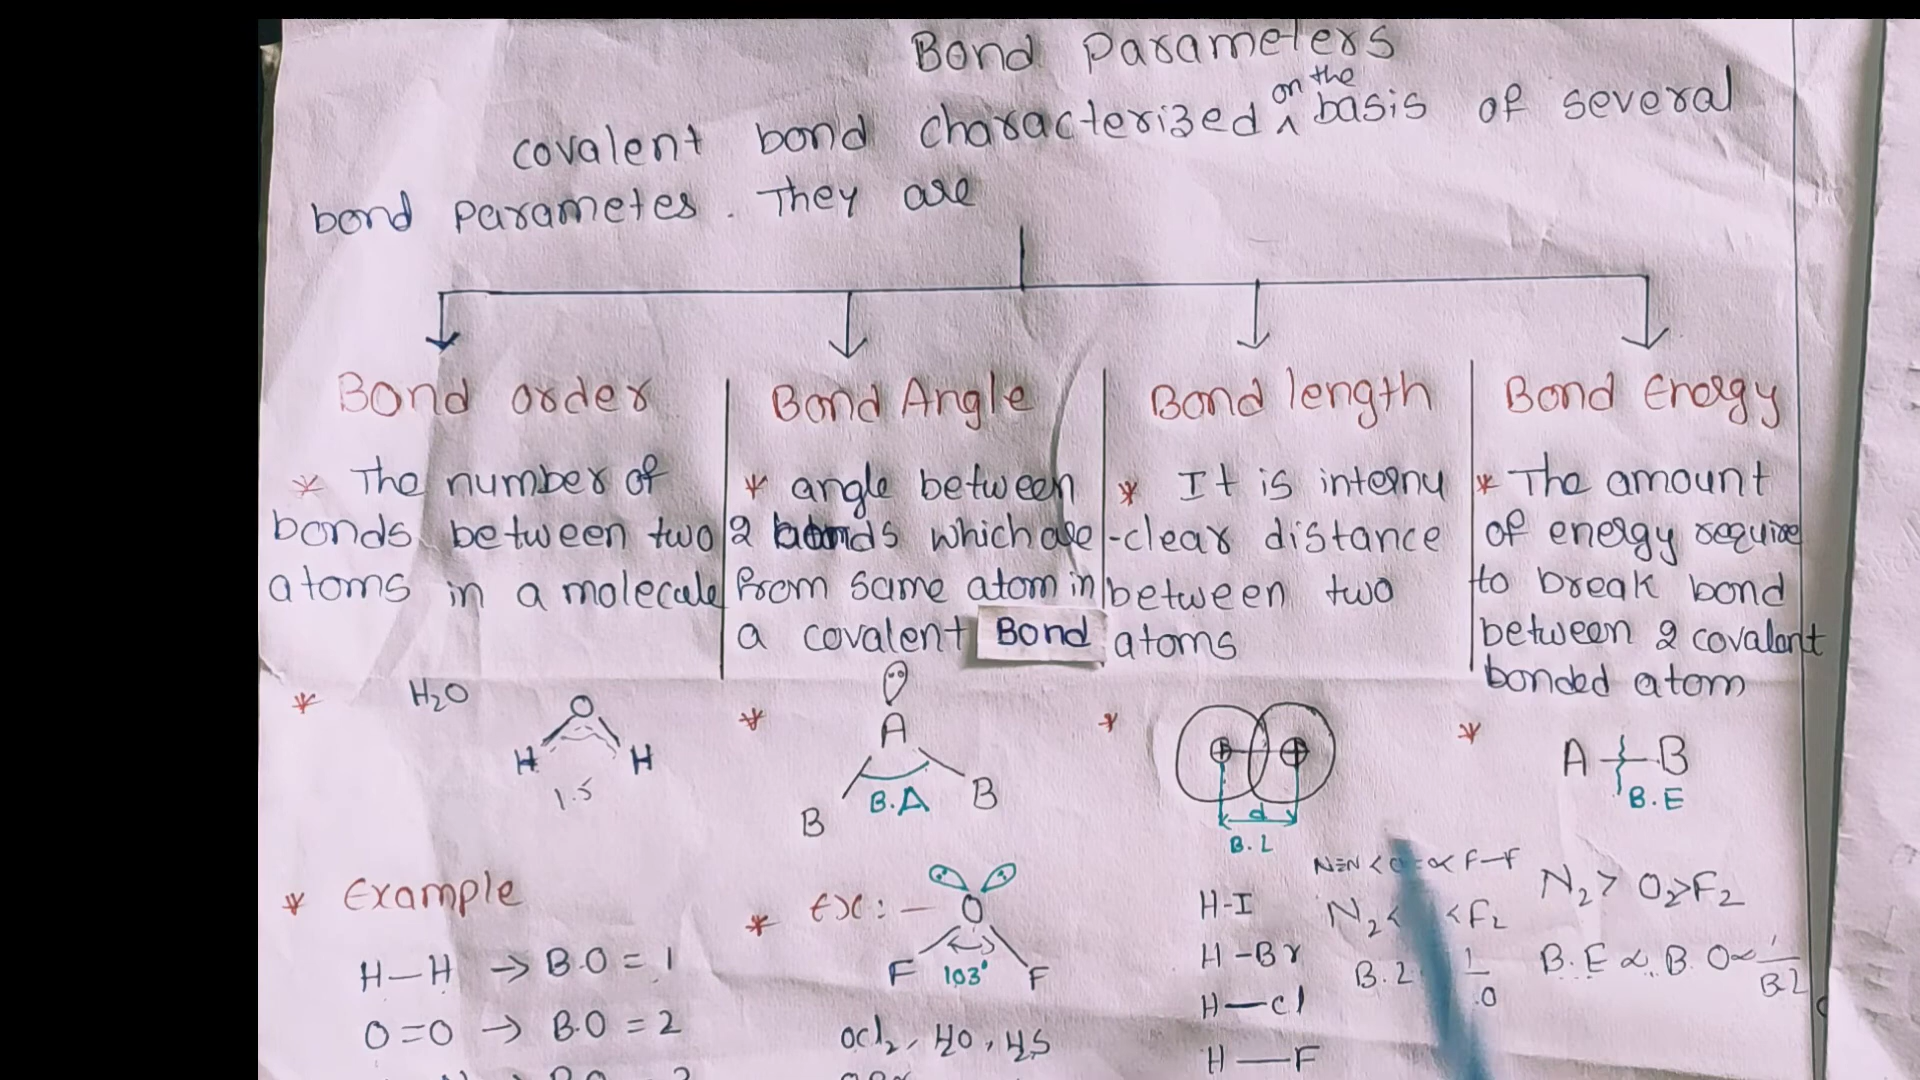 Bond Parameters
covalent bond characterized on the basis of several
bond Parametes. They are
Bond order
* The number of
bonds between two
atoms in a molecule
* H2O
O
H H
1.5
* Example
H—H → B.O = 1
O=O → B.O = 2
Bond Angle
* angle between
2 bonds which are
from same atom in
a covalent Bond
* A
B B
B.A
* Ex:—
O
F 103° F
OCl2, H2O, H2S
Bond length
* It is internu
-clear distance
between two
atoms
* d
B.L
N≡N < F—F
H-I
N2 < < F2
H-Br
H—Cl
H—F
Bond Energy
* The amount
of energy require
to break bond
between 2 covalent
bonded atom
* A B
B.E
N2 > O2 > F2
B.E ∝ B.O ∝ 1/B.L